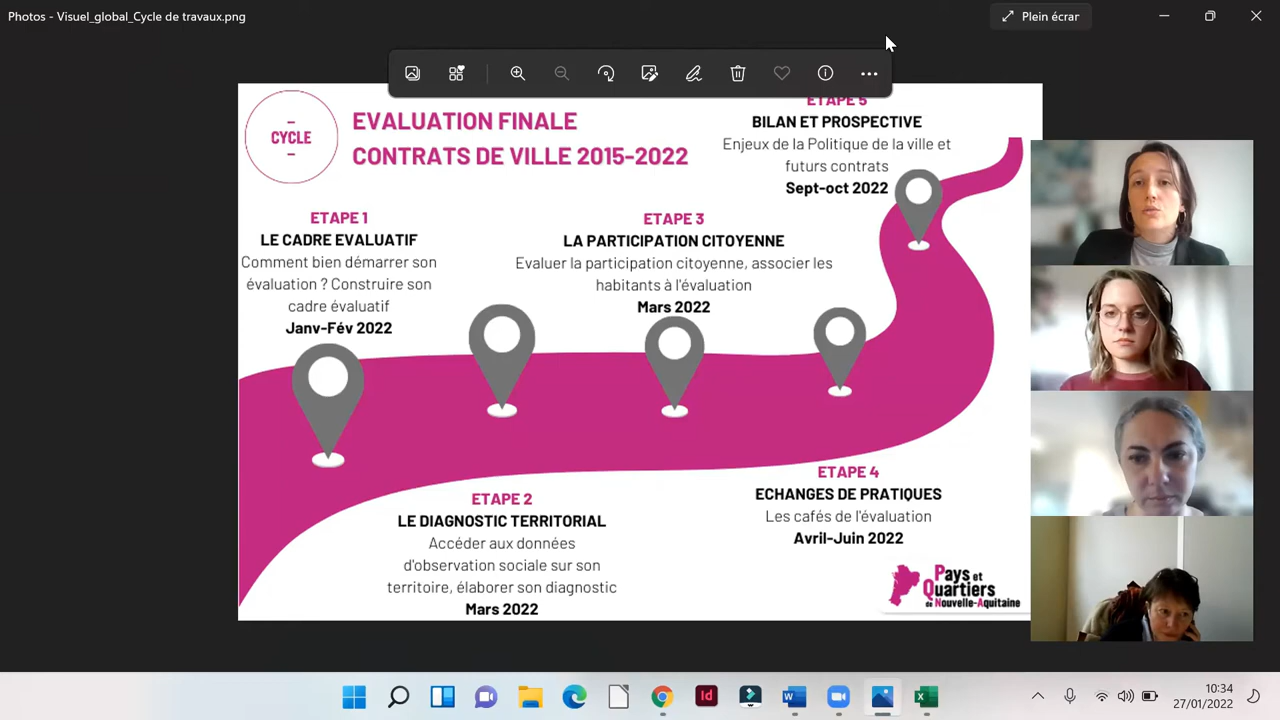 Photos - Visuel_global_Cycle de travaux.png
Plein écrar
CYCLE
EVALUATION FINALE
CONTRATS DE VILLE 2015-2022
ETAPE 5
BILAN ET PROSPECTIVE
Enjeux de la Politique de la ville et
futurs contrats
Sept-oct 2022
ETAPE 1
LE CADRE EVALUATIF
Comment bien démarrer son
évaluation ? Construire son
cadre évaluatif
Janv-Fév 2022
ETAPE 3
LA PARTICIPATION CITOYENNE
Evaluer la participation citoyenne, associer les
habitants à l'évaluation
Mars 2022
ETAPE 2
LE DIAGNOSTIC TERRITORIAL
Accéder aux données
d'observation sociale sur son
territoire, élaborer son diagnostic
Mars 2022
ETAPE 4
ECHANGES DE PRATIQUES
Les cafés de l'évaluation
Avril-Juin 2022
Pays et
Quartiers
de Nouvelle-Aquitaine
Id
W
X
10:34
27/01/2022